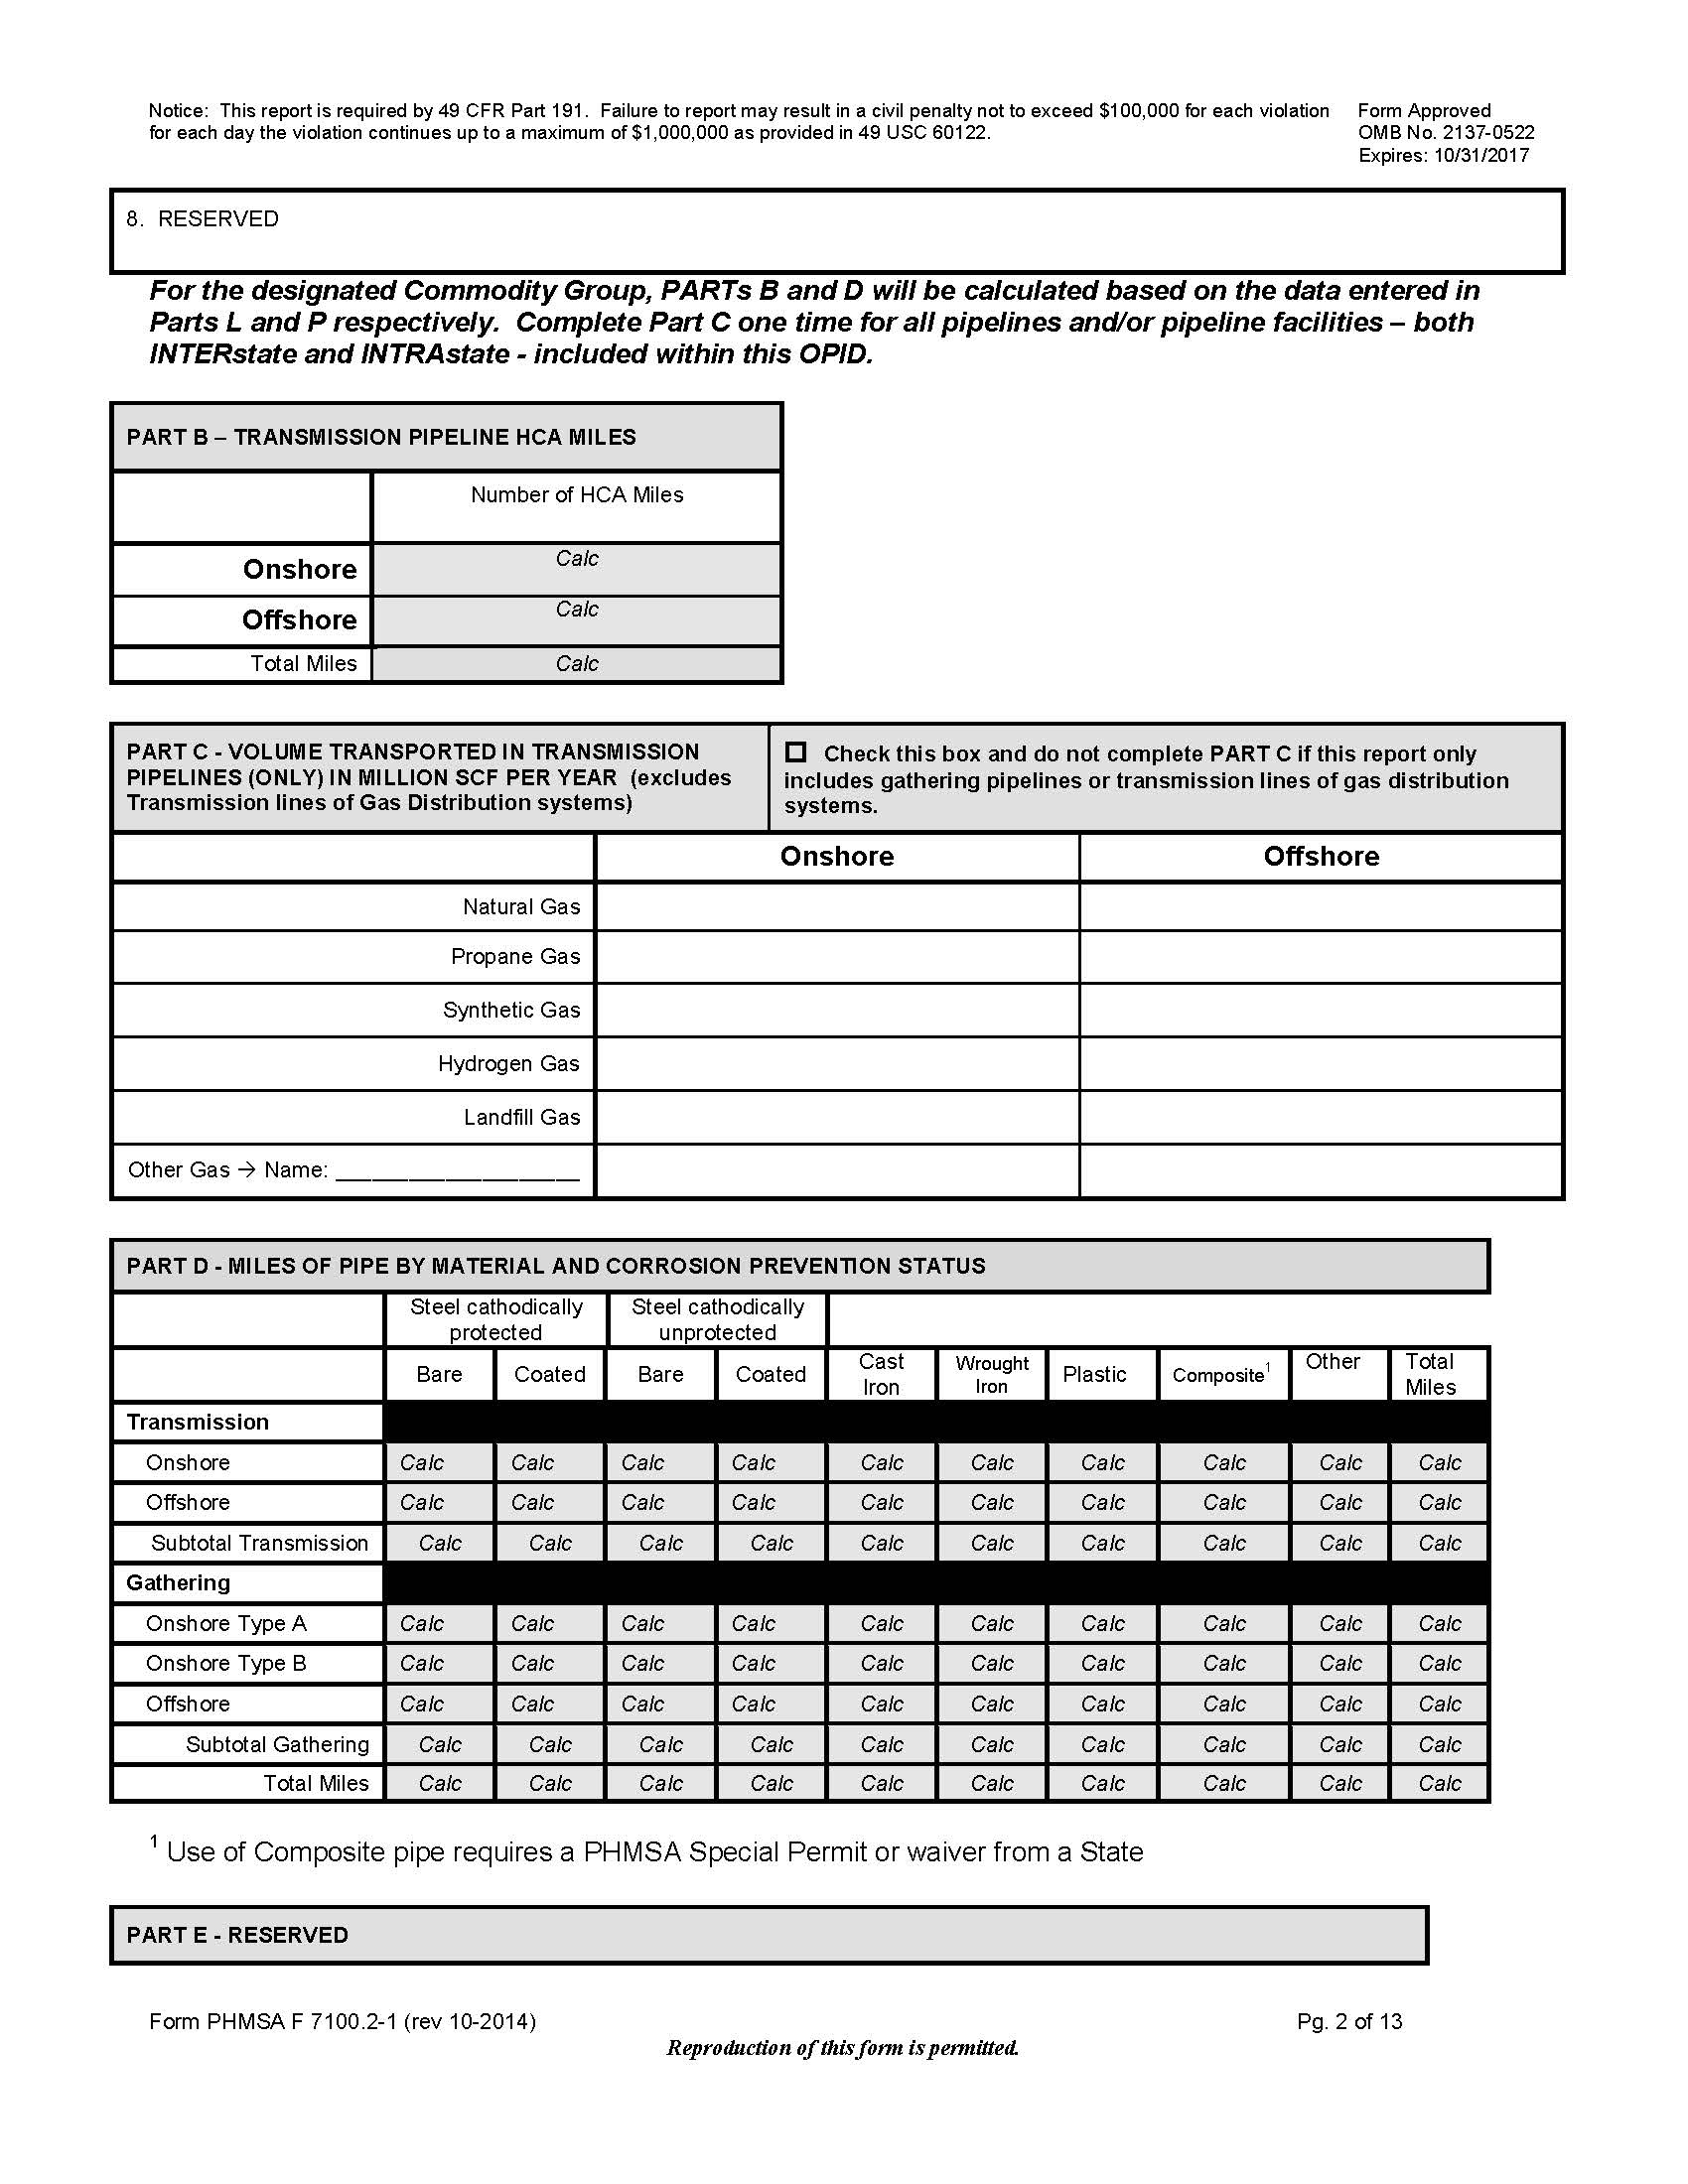 Notice:  This report is required by 49 CFR Part 191.  Failure to report may result in a civil penalty not to exceed $100,000 for each violation
for each day the violation continues up to a maximum of $1,000,000 as provided in 49 USC 60122.
Form Approved
OMB No. 2137-0522
Expires: 10/31/2017
8.  RESERVED
For the designated Commodity Group, PARTs B and D will be calculated based on the data entered in
Parts L and P respectively.  Complete Part C one time for all pipelines and/or pipeline facilities – both
INTERstate and INTRAstate - included within this OPID.
PART B – TRANSMISSION PIPELINE HCA MILES
Number of HCA Miles
Onshore Calc
Offshore Calc
Total Miles Calc
PART C - VOLUME TRANSPORTED IN TRANSMISSION
PIPELINES (ONLY) IN MILLION SCF PER YEAR  (excludes
Transmission lines of Gas Distribution systems)
☐ Check this box and do not complete PART C if this report only
includes gathering pipelines or transmission lines of gas distribution
systems.
Onshore Offshore
Natural Gas
Propane Gas
Synthetic Gas
Hydrogen Gas
Landfill Gas
Other Gas → Name: ____________________
PART D - MILES OF PIPE BY MATERIAL AND CORROSION PREVENTION STATUS
Steel cathodically
protected
Steel cathodically
unprotected
Bare Coated Bare Coated
Cast
Iron
Wrought
Iron
Plastic
Composite¹
Other
Total
Miles
Transmission
Onshore Calc Calc Calc Calc Calc Calc Calc Calc Calc Calc
Offshore Calc Calc Calc Calc Calc Calc Calc Calc Calc Calc
Subtotal Transmission Calc Calc Calc Calc Calc Calc Calc Calc Calc Calc
Gathering
Onshore Type A Calc Calc Calc Calc Calc Calc Calc Calc Calc Calc
Onshore Type B Calc Calc Calc Calc Calc Calc Calc Calc Calc Calc
Offshore Calc Calc Calc Calc Calc Calc Calc Calc Calc Calc
Subtotal Gathering Calc Calc Calc Calc Calc Calc Calc Calc Calc Calc
Total Miles Calc Calc Calc Calc Calc Calc Calc Calc Calc Calc
¹ Use of Composite pipe requires a PHMSA Special Permit or waiver from a State
PART E - RESERVED
Form PHMSA F 7100.2-1 (rev 10-2014) Pg. 2 of 13
Reproduction of this form is permitted.